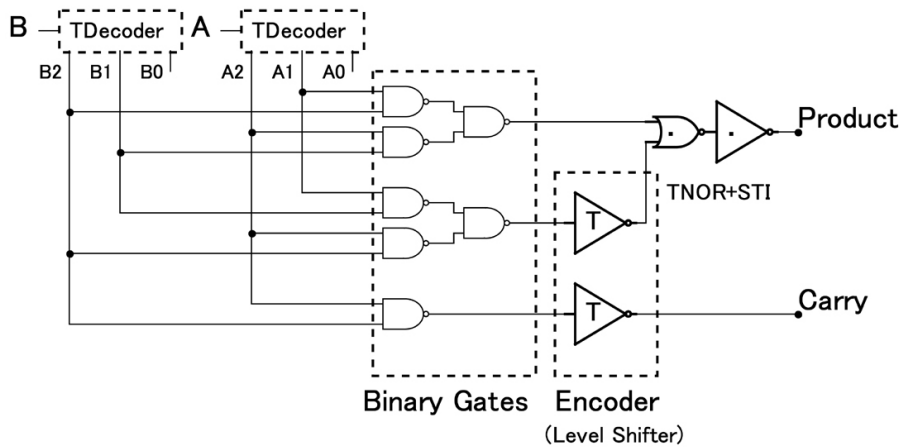 B
TDecoder
A
TDecoder
B2
B1
B0
A2
A1
A0
Product
TNOR+STI
T
T
Carry
Binary Gates
Encoder
(Level Shifter)